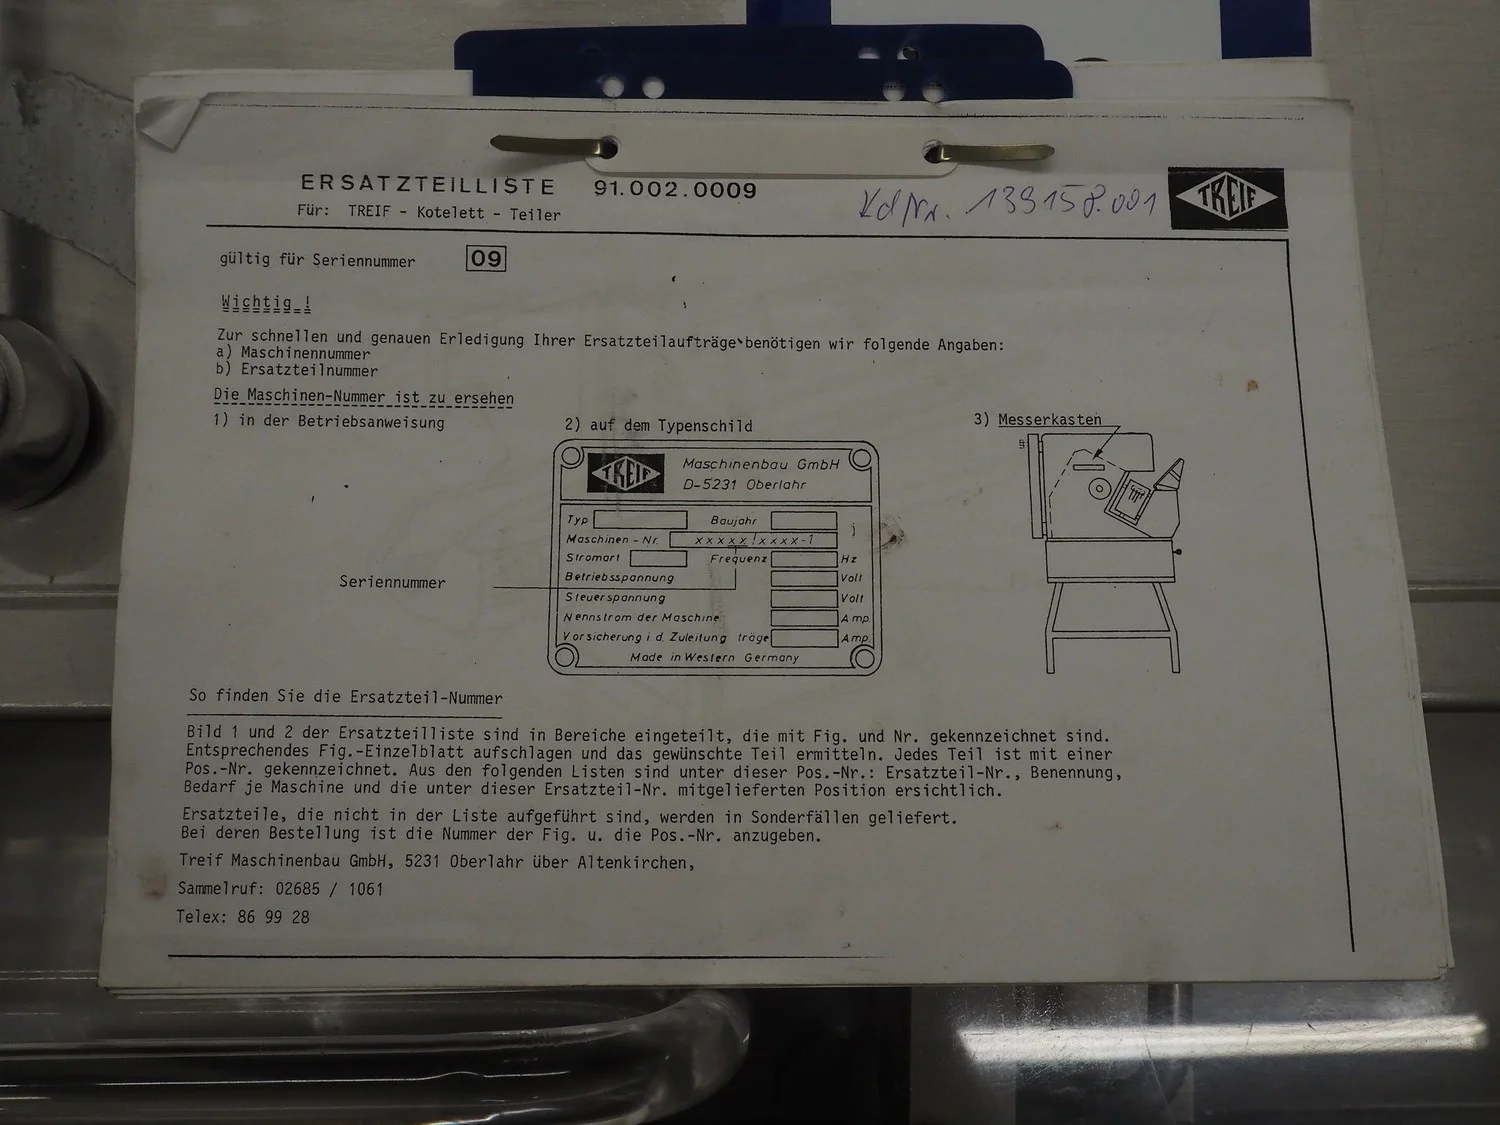 ERSATZTEILLISTE 91.002.0009
Für: TREIF - Kotelett - Teiler
KdNr. 139158.001
TREIF
gültig für Seriennummer 09
Wichtig !
Zur schnellen und genauen Erledigung Ihrer Ersatzteilaufträge benötigen wir folgende Angaben:
a) Maschinennummer
b) Ersatzteilnummer
Die Maschinen-Nummer ist zu ersehen
1) in der Betriebsanweisung
2) auf dem Typenschild
3) Messerkasten
TREIF
Maschinenbau GmbH
D-5231 Oberlahr
Typ Baujahr
Maschinen - Nr. xxxxx!xxxx-1
Stromart Frequenz Hz
Betriebsspannung Volt
Steuerspannung Volt
Nennstrom der Maschine Amp.
Vorsicherung i d. Zuleitung träge Amp.
Made in Western Germany
Seriennummer
So finden Sie die Ersatzteil-Nummer
Bild 1 und 2 der Ersatzteilliste sind in Bereiche eingeteilt, die mit Fig. und Nr. gekennzeichnet sind.
Entsprechendes Fig.-Einzelblatt aufschlagen und das gewünschte Teil ermitteln. Jedes Teil ist mit einer
Pos.-Nr. gekennzeichnet. Aus den folgenden Listen sind unter dieser Pos.-Nr.: Ersatzteil-Nr., Benennung,
Bedarf je Maschine und die unter dieser Ersatzteil-Nr. mitgelieferten Position ersichtlich.
Ersatzteile, die nicht in der Liste aufgeführt sind, werden in Sonderfällen geliefert.
Bei deren Bestellung ist die Nummer der Fig. u. die Pos.-Nr. anzugeben.
Treif Maschinenbau GmbH, 5231 Oberlahr über Altenkirchen,
Sammelruf: 02685 / 1061
Telex: 86 99 28